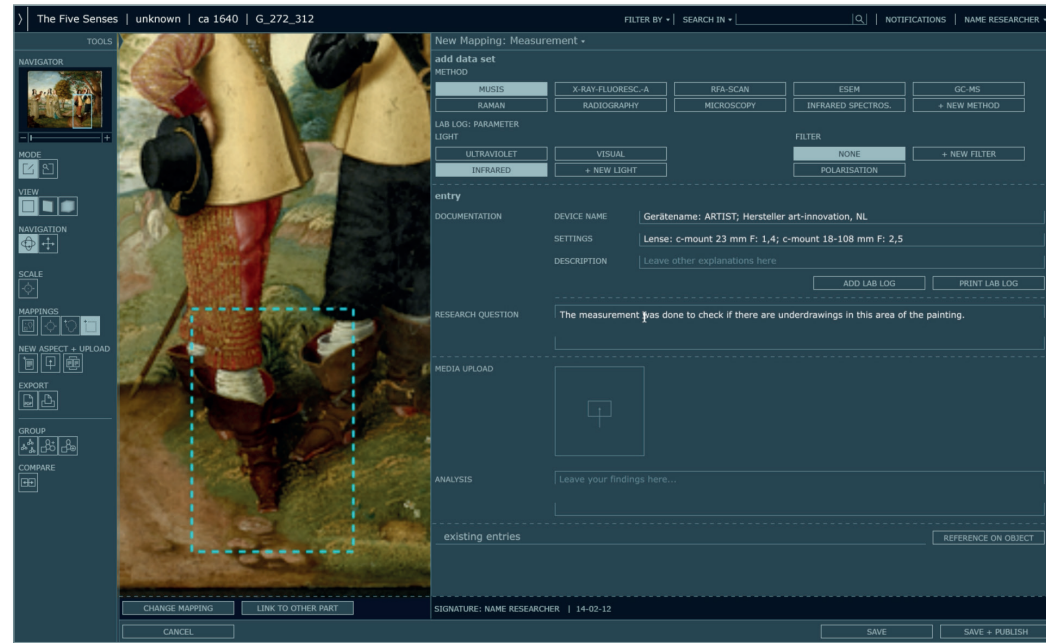 The Five Senses | unknown | ca 1640 | G_272_312
FILTER BY
SEARCH IN
NOTIFICATIONS | NAME RESEARCHER
TOOLS
NAVIGATOR
MODE
VIEW
NAVIGATION
SCALE
MAPPINGS
NEW ASPECT + UPLOAD
EXPORT
GROUP
COMPARE
CHANGE MAPPING
LINK TO OTHER PART
CANCEL
New Mapping: Measurement
add data set
METHOD
MUSIS
X-RAY-FLUORESC.-A
RFA-SCAN
ESEM
GC-MS
RAMAN
RADIOGRAPHY
MICROSCOPY
INFRARED SPECTROS.
+ NEW METHOD
LAB LOG: PARAMETER
LIGHT
FILTER
ULTRAVIOLET
VISUAL
NONE
+ NEW FILTER
INFRARED
+ NEW LIGHT
POLARISATION
entry
DOCUMENTATION
DEVICE NAME
Gerätename: ARTIST; Hersteller art-innovation, NL
SETTINGS
Lense: c-mount 23 mm F: 1,4; c-mount 18-108 mm F: 2,5
DESCRIPTION
Leave other explanations here
ADD LAB LOG
PRINT LAB LOG
RESEARCH QUESTION
The measurement was done to check if there are underdrawings in this area of the painting.
MEDIA UPLOAD
ANALYSIS
Leave your findings here...
existing entries
REFERENCE ON OBJECT
SIGNATURE: NAME RESEARCHER | 14-02-12
SAVE
SAVE + PUBLISH